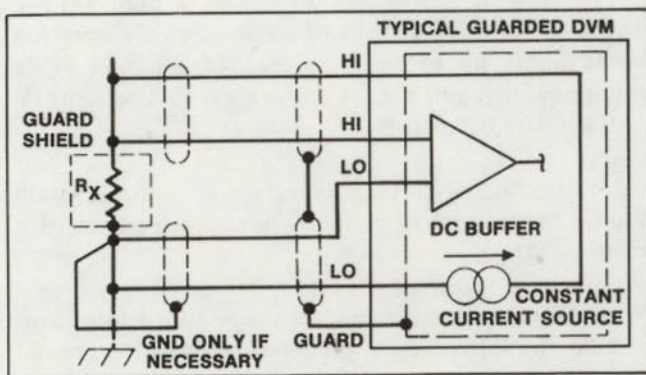 TYPICAL GUARDED DVM
HI
GUARD
SHIELD
HI
LO
RX
DC BUFFER
LO
CONSTANT
CURRENT SOURCE
GND ONLY IF
NECESSARY
GUARD